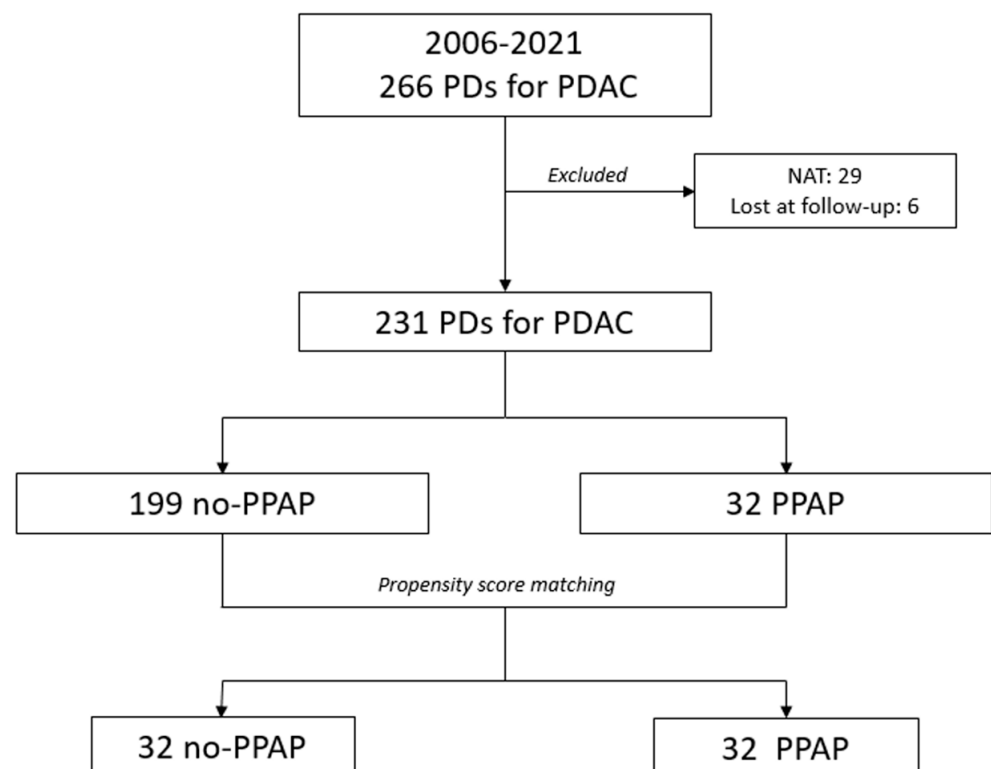 2006-2021
266 PDs for PDAC
Excluded
NAT: 29
Lost at follow-up: 6
231 PDs for PDAC
199 no-PPAP
32 PPAP
Propensity score matching
32 no-PPAP
32 PPAP